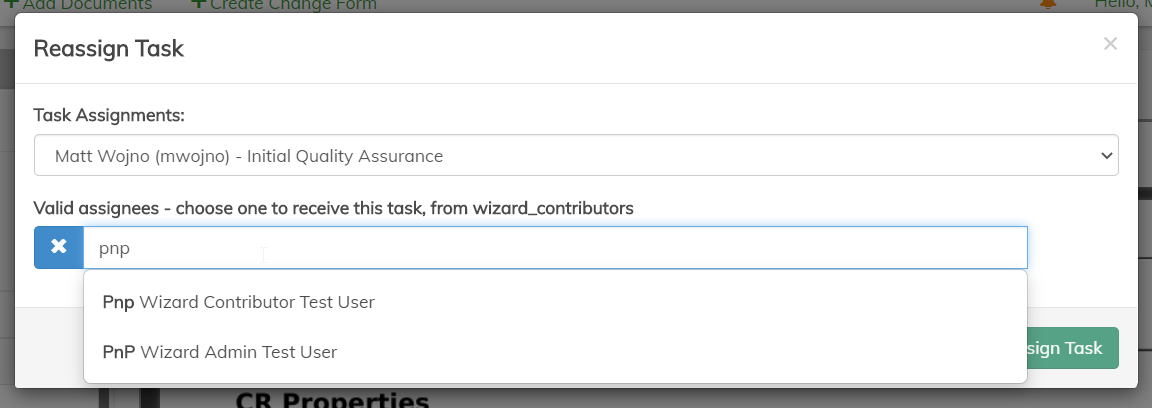 Add Documents
Create Change Form
Hello,
Reassign Task
×
Task Assignments:
Matt Wojno (mwojno) - Initial Quality Assurance
Valid assignees - choose one to receive this task, from wizard_contributors
pnp
Pnp Wizard Contributor Test User
PnP Wizard Admin Test User
sign Task
CR Properties